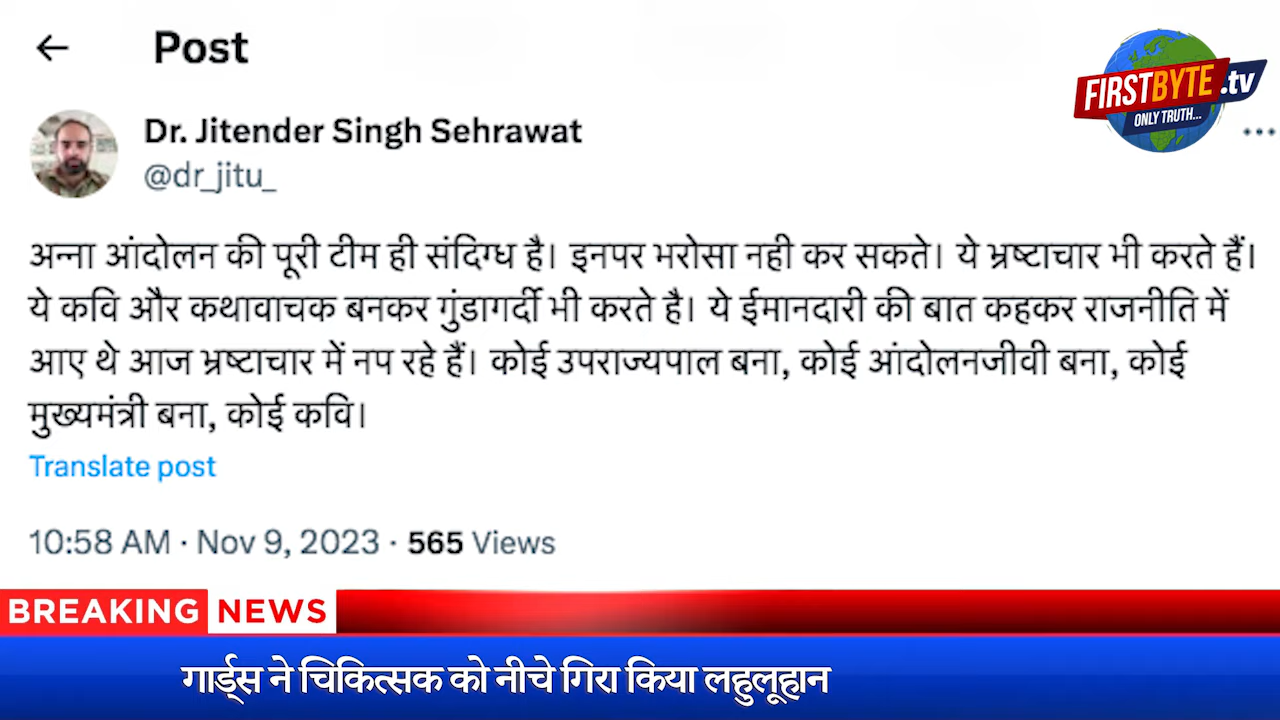 Post
FIRSTBYTE.tv
ONLY TRUTH...
Dr. Jitender Singh Sehrawat
@dr_jitu_
अन्ना आंदोलन की पूरी टीम ही संदिग्ध है। इनपर भरोसा नही कर सकते। ये भ्रष्टाचार भी करते हैं।
ये कवि और कथावाचक बनकर गुंडागर्दी भी करते है। ये ईमानदारी की बात कहकर राजनीति में
आए थे आज भ्रष्टाचार में नप रहे हैं। कोई उपराज्यपाल बना, कोई आंदोलनजीवी बना, कोई
मुख्यमंत्री बना, कोई कवि।
Translate post
10:58 AM · Nov 9, 2023 · 565 Views
BREAKING NEWS
गार्ड्स ने चिकित्सक को नीचे गिरा किया लहुलूहान